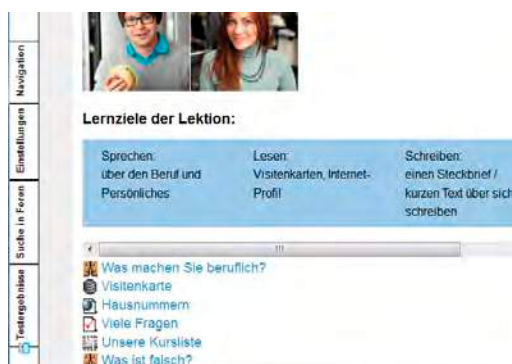 Navigation
Einstellungen
Suche in Foren
Testergebnisse
Lernziele der Lektion:
Sprechen:
über den Beruf und
Persönliches
Lesen:
Visitenkarten, Internet-
Profil
Schreiben:
einen Steckbrief /
kurzen Text über sich
schreiben
Was machen Sie beruflich?
Visitenkarte
Hausnummern
Viele Fragen
Unsere Kursliste
Was ist falsch?